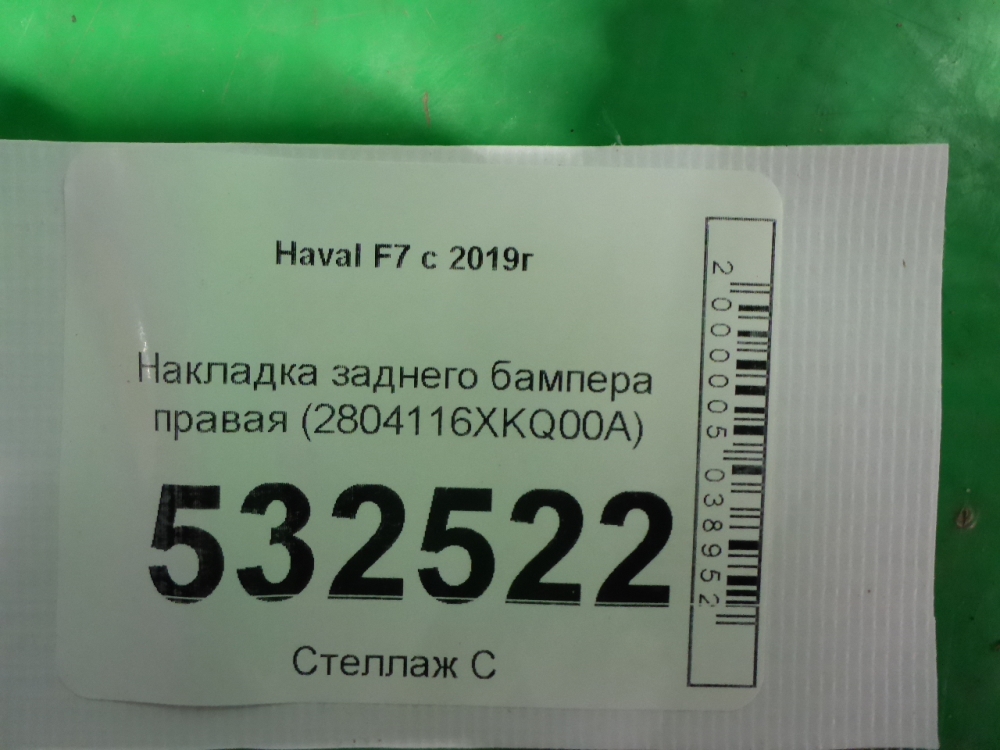 Haval F7 с 2019г
Накладка заднего бампера
правая (2804116XKQ00A)
532522
Стеллаж С
2000005038952